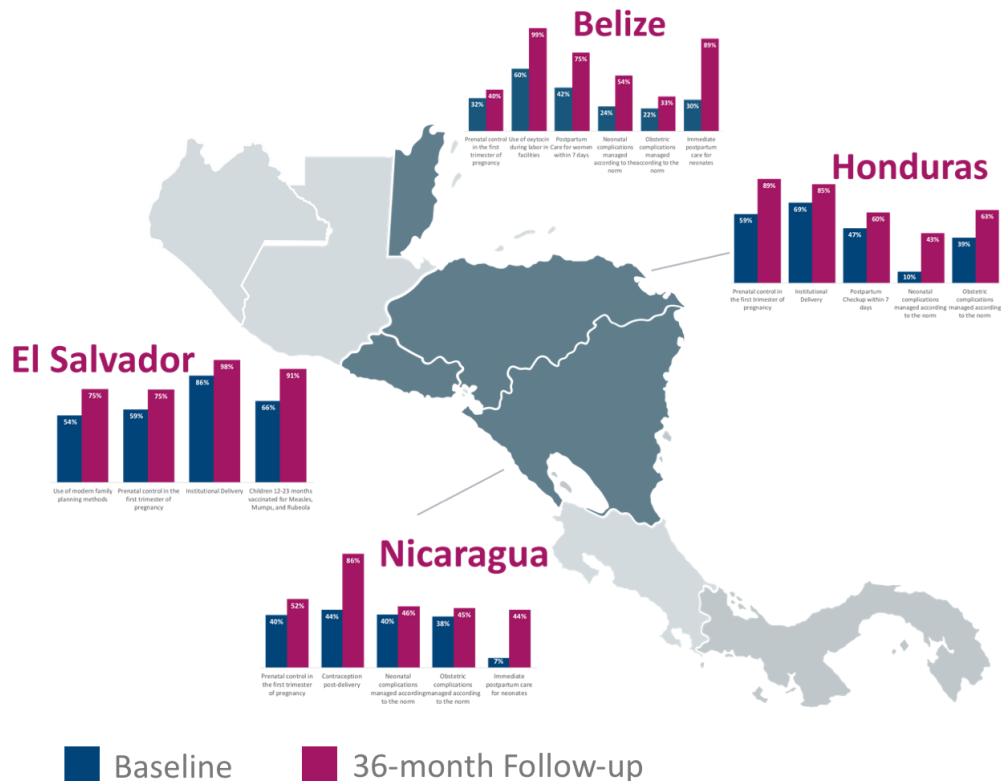 Belize
32%
40%
60%
99%
42%
75%
24%
54%
22%
33%
30%
89%
Prenatal control
in the first
trimester of
pregnancy
Use of oxytocin
during labor in
facilities
Postpartum
Care for women
within 7 days
Neonatal
complications
managed
according to the
norm
Obstetric
complications
managed
according to the
norm
Immediate
postpartum care
for neonates
Honduras
59%
89%
69%
85%
47%
60%
10%
43%
39%
63%
Prenatal control in
the first trimester of
pregnancy
Institutional
Delivery
Postpartum
Checkup within 7
days
Neonatal
complications
managed according
to the norm
Obstetric
complications
managed according
to the norm
El Salvador
54%
75%
59%
75%
86%
98%
66%
91%
Use of modern family
planning methods
Prenatal control in the
first trimester of
pregnancy
Institutional Delivery
Children 12-23 months
vaccinated for Measles,
Mumps, and Rubeola
Nicaragua
40%
52%
44%
86%
40%
46%
38%
45%
7%
44%
Prenatal control in
the first trimester
of pregnancy
Contraception
post-delivery
Neonatal
complications
managed according
to the norm
Obstetric
complications
managed according to
the norm
Immediate
postpartum care
for neonates
Baseline
36-month Follow-up